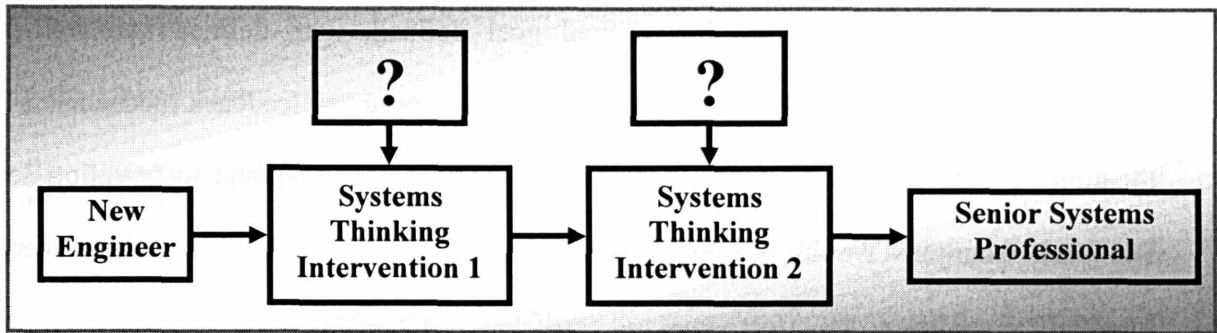 ?
?
New
Engineer
Systems
Thinking
Intervention 1
Systems
Thinking
Intervention 2
Senior Systems
Professional